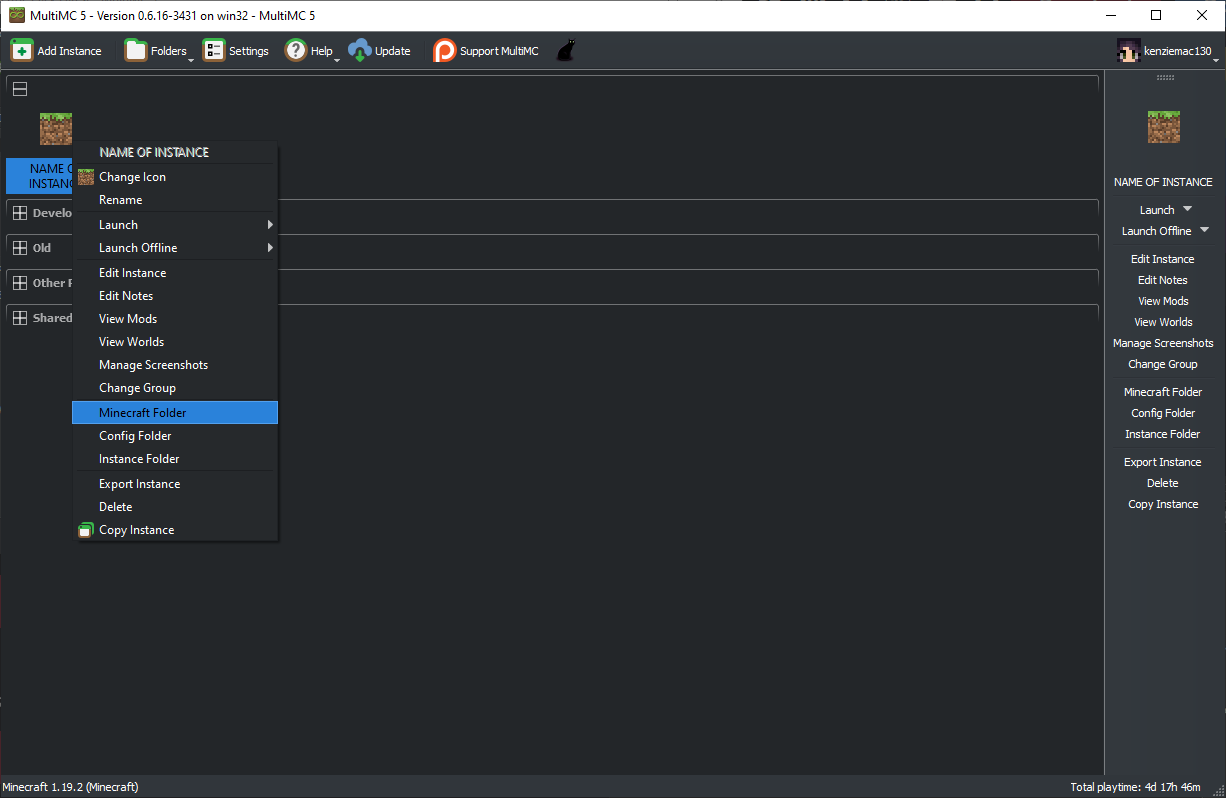 MultiMC 5 - Version 0.6.16-3431 on win32 - MultiMC 5
Add Instance Folders Settings Help Update Support MultiMC kenziemac130
NAME OF INSTANCE
Change Icon
Rename
Launch
Launch Offline
Edit Instance
Edit Notes
View Mods
View Worlds
Manage Screenshots
Change Group
Minecraft Folder
Config Folder
Instance Folder
Export Instance
Delete
Copy Instance
NAME
Old
Other
Shared
NAME OF INSTANCE
Launch
Launch Offline
Edit Instance
Edit Notes
View Mods
View Worlds
Manage Screenshots
Change Group
Minecraft Folder
Config Folder
Instance Folder
Export Instance
Delete
Copy Instance
Minecraft 1.19.2 (Minecraft)
Total playtime: 4d 17h 46m